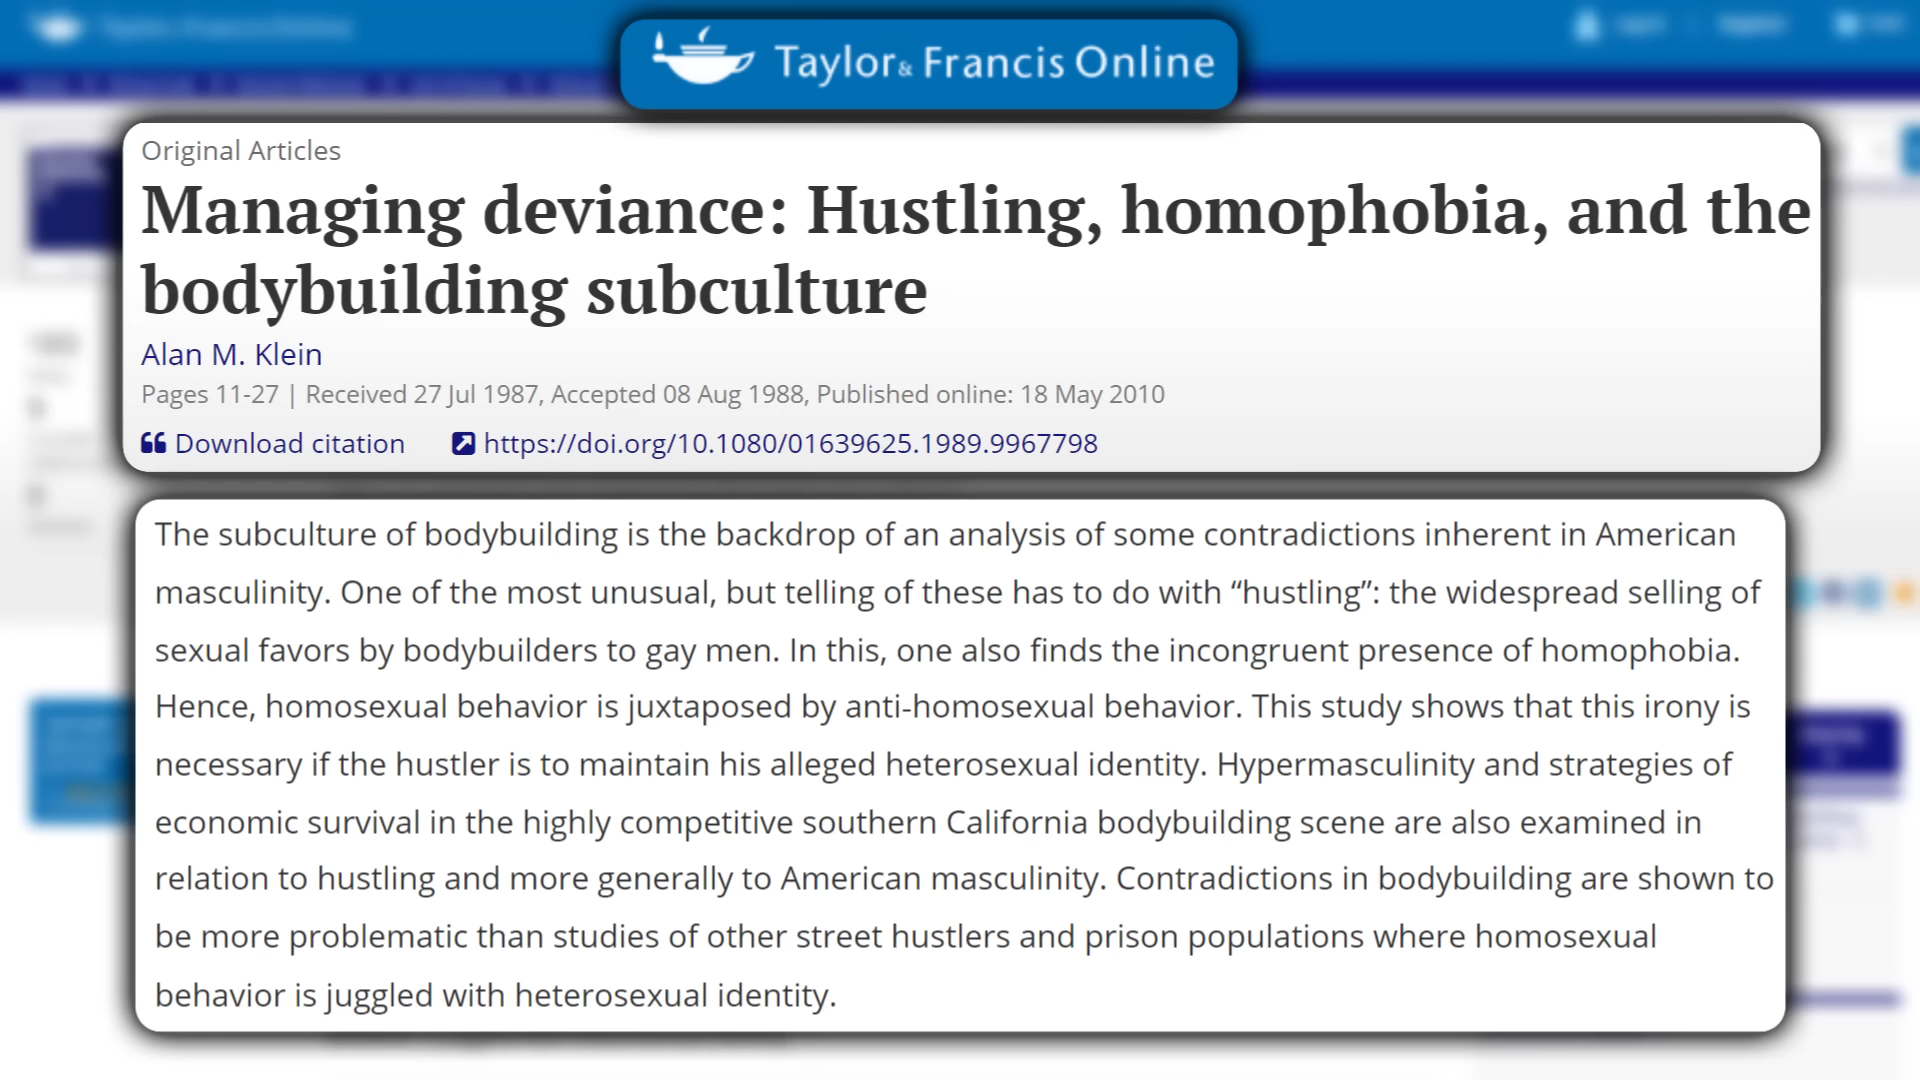 Taylor & Francis Online
Original Articles
Managing deviance: Hustling, homophobia, and the
bodybuilding subculture
Alan M. Klein
Pages 11-27 | Received 27 Jul 1987, Accepted 08 Aug 1988, Published online: 18 May 2010
Download citation https://doi.org/10.1080/01639625.1989.9967798
The subculture of bodybuilding is the backdrop of an analysis of some contradictions inherent in American
masculinity. One of the most unusual, but telling of these has to do with “hustling”: the widespread selling of
sexual favors by bodybuilders to gay men. In this, one also finds the incongruent presence of homophobia.
Hence, homosexual behavior is juxtaposed by anti-homosexual behavior. This study shows that this irony is
necessary if the hustler is to maintain his alleged heterosexual identity. Hypermasculinity and strategies of
economic survival in the highly competitive southern California bodybuilding scene are also examined in
relation to hustling and more generally to American masculinity. Contradictions in bodybuilding are shown to
be more problematic than studies of other street hustlers and prison populations where homosexual
behavior is juggled with heterosexual identity.